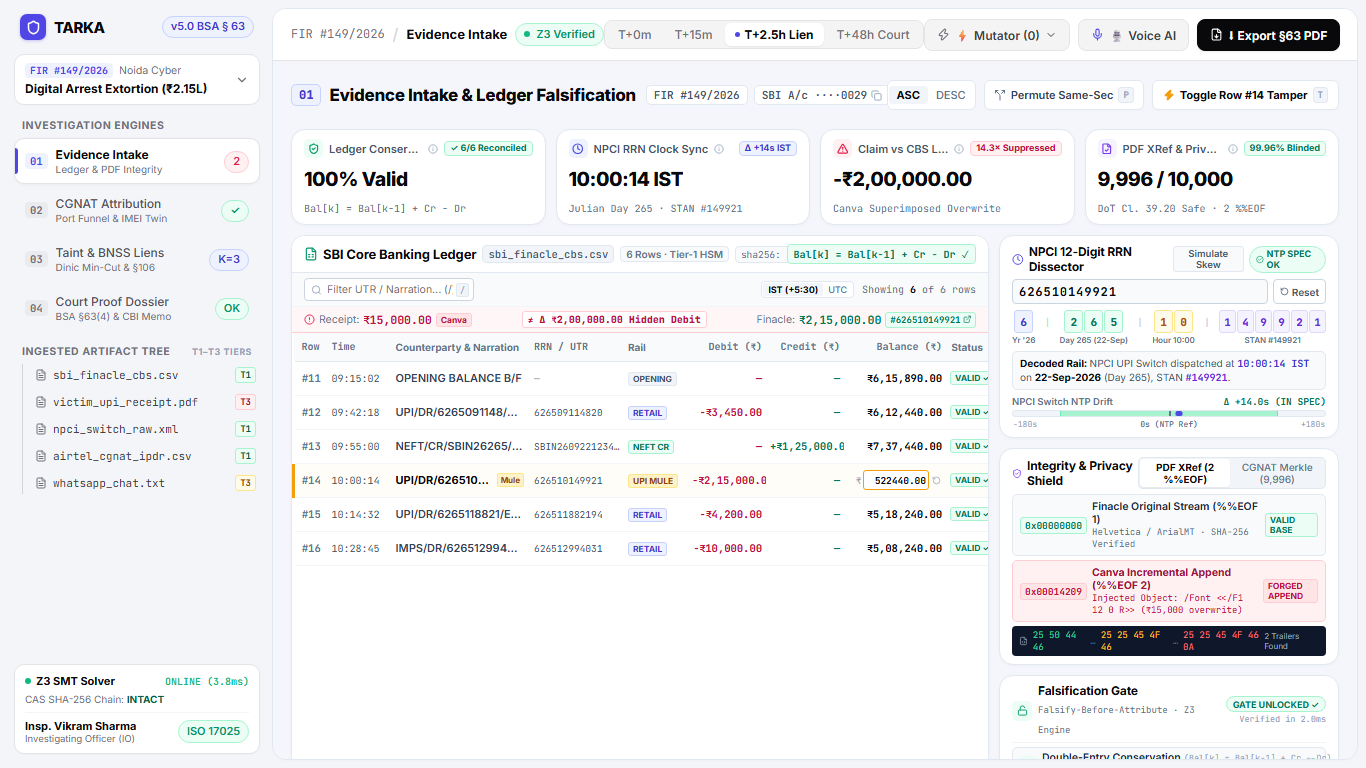 TARKA
v5.0 BSA § 63
FIR #149/2026 Noida Cyber
Digital Arrest Extortion (₹2.15L)
INVESTIGATION ENGINES
01 Evidence Intake 2
Ledger & PDF Integrity
02 CGNAT Attribution ✓
Port Funnel & IMEI Twin
03 Taint & BNSS Liens K=3
Dinic Min-Cut & §106
04 Court Proof Dossier OK
BSA §63(4) & CBI Memo
INGESTED ARTIFACT TREE T1–T3 TIERS
sbi_finacle_cbs.csv T1
victim_upi_receipt.pdf T3
npci_switch_raw.xml T1
airtel_cgnat_ipdr.csv T1
whatsapp_chat.txt T3
Z3 SMT Solver ONLINE (3.8ms)
CAS SHA-256 Chain: INTACT
Insp. Vikram Sharma
Investigating Officer (IO)
ISO 17025
FIR #149/2026 / Evidence Intake Z3 Verified T+0m T+15m T+2.5h Lien T+48h Court Mutator (0) Voice AI Export §63 PDF
01 Evidence Intake & Ledger Falsification FIR #149/2026 SBI A/c ····0029 ASC DESC Permute Same-Sec P Toggle Row #14 Tamper T
Ledger Conser... ✓ 6/6 Reconciled
100% Valid
Bal[k] = Bal[k-1] + Cr - Dr
NPCI RRN Clock Sync Δ +14s IST
10:00:14 IST
Julian Day 265 · STAN #149921
Claim vs CBS L... 14.3× Suppressed
-₹2,00,000.00
Canva Superimposed Overwrite
PDF XRef & Priv... 99.96% Blinded
9,996 / 10,000
DoT Cl. 39.20 Safe · 2 %%EOF
SBI Core Banking Ledger sbi_finacle_cbs.csv 6 Rows · Tier-1 HSM sha256: Bal[k] = Bal[k-1] + Cr - Dr ✓
Filter UTR / Narration... (/ / IST (+5:30) UTC Showing 6 of 6 rows
Receipt: ₹15,000.00 Canva ≠ Δ ₹2,00,000.00 Hidden Debit Finacle: ₹2,15,000.00 #626510149921
Row Time Counterparty & Narration RRN / UTR Rail Debit (₹) Credit (₹) Balance (₹) Status
#11 09:15:02 OPENING BALANCE B/F — OPENING — — ₹6,15,890.00 VALID ✓
#12 09:42:18 UPI/DR/6265091148/... 626509114820 RETAIL -₹3,450.00 — ₹6,12,440.00 VALID ✓
#13 09:55:00 NEFT/CR/SBIN26265/... SBIN2609221234... NEFT CR — +₹1,25,000.0 ₹7,37,440.00 VALID ✓
#14 10:00:14 UPI/DR/626510... Mule 626510149921 UPI MULE -₹2,15,000.0 — ₹ 522440.00 VALID ✓
#15 10:14:32 UPI/DR/6265118821/E... 626511882194 RETAIL -₹4,200.00 — ₹5,18,240.00 VALID ✓
#16 10:28:45 IMPS/DR/626512994... 626512994031 RETAIL -₹10,000.00 — ₹5,08,240.00 VALID ✓
NPCI 12-Digit RRN Dissector Simulate Skew NTP SPEC OK
626510149921 Reset
6 | 2 6 5 | 1 0 | 1 4 9 9 2 1
Yr '26 Day 265 (22-Sep) Hour 10:00 STAN #149921
Decoded Rail: NPCI UPI Switch dispatched at 10:00:14 IST
on 22-Sep-2026 (Day 265), STAN #149921.
NPCI Switch NTP Drift Δ +14.0s (IN SPEC)
-180s 0s (NTP Ref) +180s
Integrity & Privacy Shield PDF XRef (2 %%EOF) CGNAT Merkle (9,996)
0x00000000 Finacle Original Stream (%%EOF 1) VALID BASE
Helvetica / ArialMT · SHA-256 Verified
0x00014209 Canva Incremental Append (%%EOF 2) FORGED APPEND
Injected Object: /Font <</F1 12 0 R>> (₹15,000 overwrite)
25 50 44 46 … 25 25 45 4F 46 … 25 25 45 4F 46 0A 2 Trailers Found
Falsification Gate
Falsify-Before-Attribute · Z3 Engine
GATE UNLOCKED ✓
Verified in 2.0ms
Double-Entry Conservation (Bal[k] = Bal[k-1] + Cr - Dr)